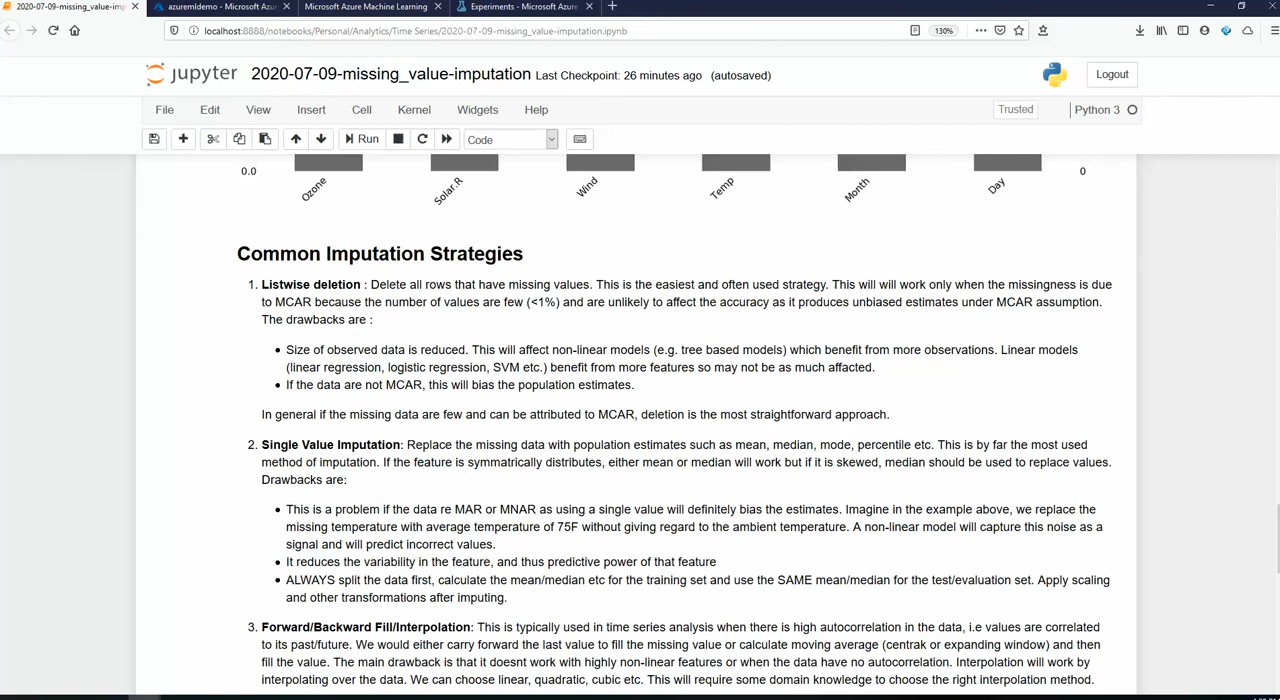 2020-07-09-missing_value-imp
azuremldemo - Microsoft Azur
Microsoft Azure Machine Learning
Experiments - Microsoft Azure
localhost:8888/notebooks/Personal/Analytics/Time Series/2020-07-09-missing_value-imputation.ipynb
130%
jupyter 2020-07-09-missing_value-imputation Last Checkpoint: 26 minutes ago (autosaved)
Logout
File Edit View Insert Cell Kernel Widgets Help
Trusted
Python 3
Run
Code
0.0
0
Ozone
Solar.R
Wind
Temp
Month
Day
Common Imputation Strategies
1. Listwise deletion : Delete all rows that have missing values. This is the easiest and often used strategy. This will will work only when the missingness is due
to MCAR because the number of values are few (<1%) and are unlikely to affect the accuracy as it produces unbiased estimates under MCAR assumption.
The drawbacks are :
• Size of observed data is reduced. This will affect non-linear models (e.g. tree based models) which benefit from more observations. Linear models
(linear regression, logistic regression, SVM etc.) benefit from more features so may not be as much affacted.
• If the data are not MCAR, this will bias the population estimates.
In general if the missing data are few and can be attributed to MCAR, deletion is the most straightforward approach.
2. Single Value Imputation: Replace the missing data with population estimates such as mean, median, mode, percentile etc. This is by far the most used
method of imputation. If the feature is symmatrically distributes, either mean or median will work but if it is skewed, median should be used to replace values.
Drawbacks are:
• This is a problem if the data re MAR or MNAR as using a single value will definitely bias the estimates. Imagine in the example above, we replace the
missing temperature with average temperature of 75F without giving regard to the ambient temperature. A non-linear model will capture this noise as a
signal and will predict incorrect values.
• It reduces the variability in the feature, and thus predictive power of that feature
• ALWAYS split the data first, calculate the mean/median etc for the training set and use the SAME mean/median for the test/evaluation set. Apply scaling
and other transformations after imputing.
3. Forward/Backward Fill/Interpolation: This is typically used in time series analysis when there is high autocorrelation in the data, i.e values are correlated
to its past/future. We would either carry forward the last value to fill the missing value or calculate moving average (centrak or expanding window) and then
fill the value. The main drawback is that it doesnt work with highly non-linear features or when the data have no autocorrelation. Interpolation will work by
interpolating over the data. We can choose linear, quadratic, cubic etc. This will require some domain knowledge to choose the right interpolation method.